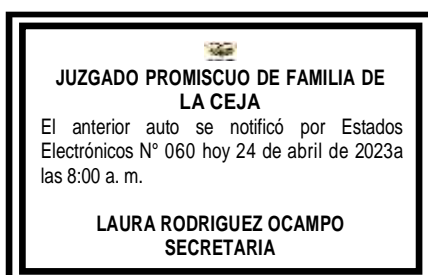 JUZGADO PROMISCUO DE FAMILIA DE
LA CEJA
El anterior auto se notificó por Estados
Electrónicos N° 060 hoy 24 de abril de 2023a
las 8:00 a. m.
LAURA RODRIGUEZ OCAMPO
SECRETARIA